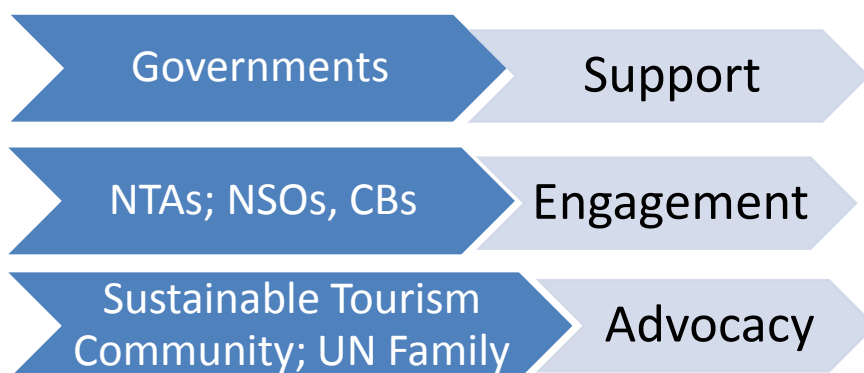 Governments
Support
NTAs; NSOs, CBs
Engagement
Sustainable Tourism
Community; UN Family
Advocacy